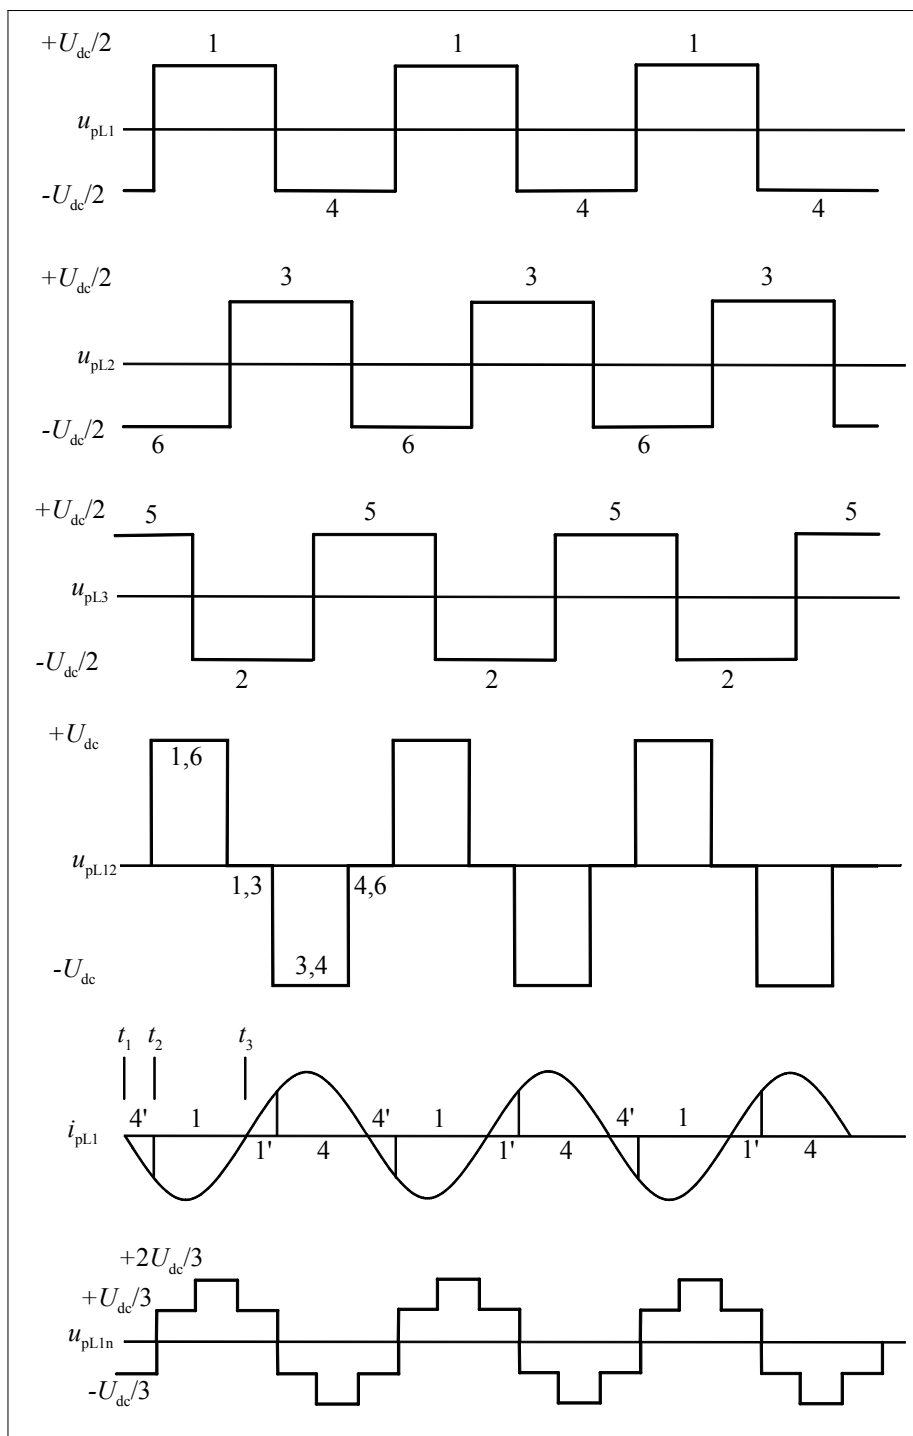 +U_dc/2 1 1 1
u_pL1
-U_dc/2 4 4 4
+U_dc/2 3 3 3
u_pL2
-U_dc/2 6 6 6
+U_dc/2 5 5 5 5
u_pL3
-U_dc/2 2 2 2
+U_dc
1,6
u_pL12
1,3 4,6
3,4
-U_dc
t_1 t_2 t_3
4' 1 4' 1 4' 1
i_pL1
1' 4 1' 4 1' 4
+2U_dc/3
+U_dc/3
u_pL1n
-U_dc/3